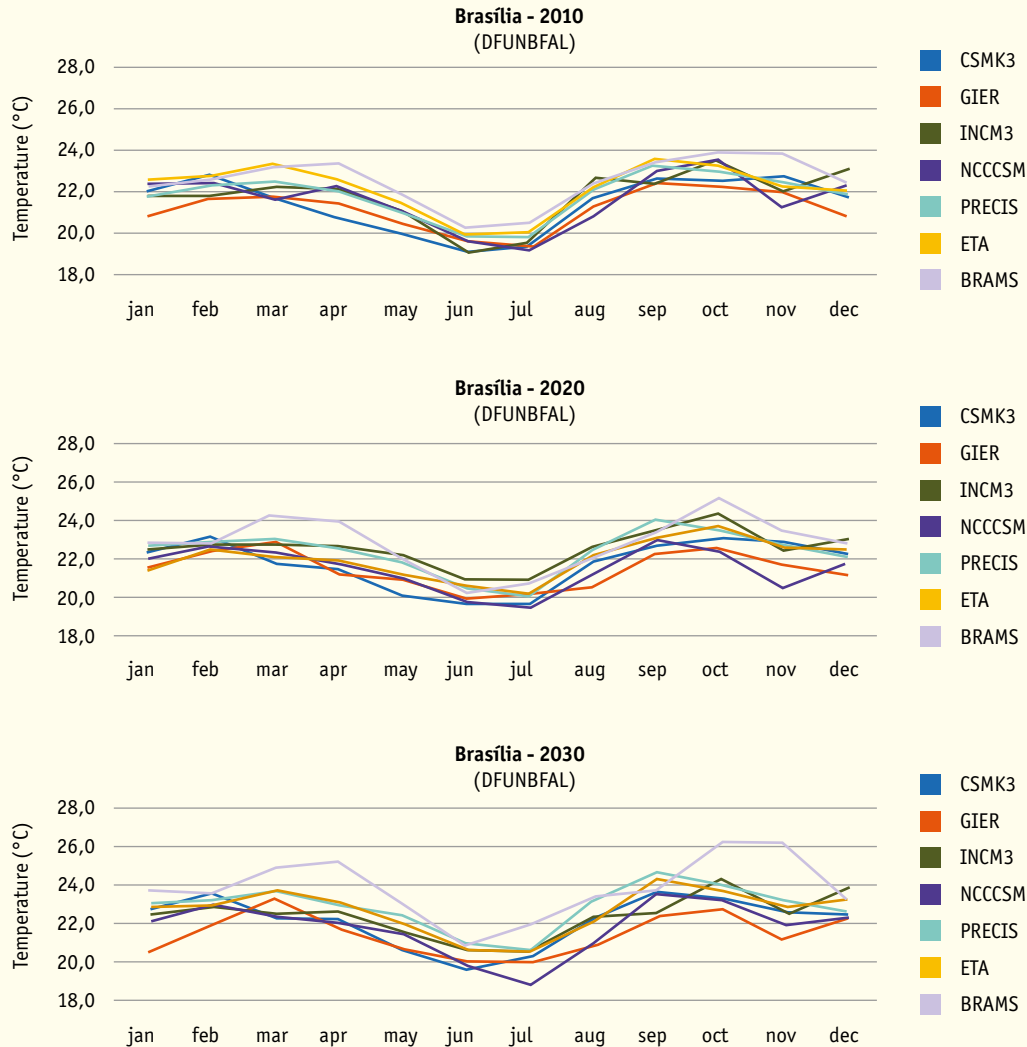 Brasília - 2010
(DFUNBFAL)
Temperature (°C)
28,0
26,0
24,0
22,0
20,0
18,0
jan feb mar apr may jun jul aug sep oct nov dec
CSMK3
GIER
INCM3
NCCCSM
PRECIS
ETA
BRAMS
Brasília - 2020
(DFUNBFAL)
Temperature (°C)
28,0
26,0
24,0
22,0
20,0
18,0
jan feb mar apr may jun jul aug sep oct nov dec
CSMK3
GIER
INCM3
NCCCSM
PRECIS
ETA
BRAMS
Brasília - 2030
(DFUNBFAL)
Temperature (°C)
28,0
26,0
24,0
22,0
20,0
18,0
jan feb mar apr may jun jul aug sep oct nov dec
CSMK3
GIER
INCM3
NCCCSM
PRECIS
ETA
BRAMS